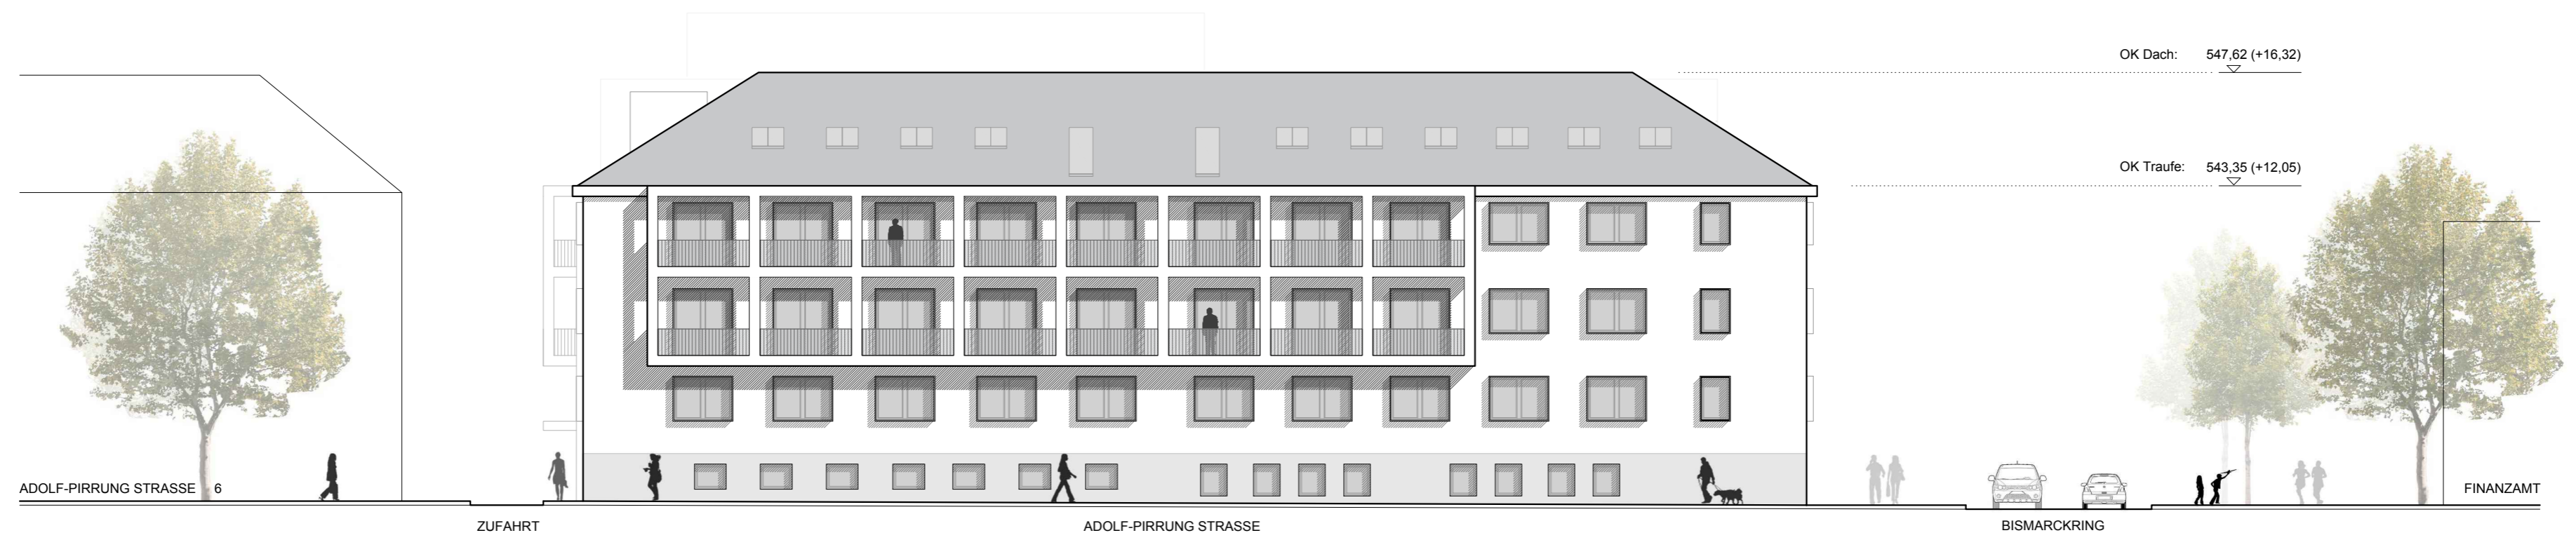 OK Dach: 547,62 (+16,32)
OK Traufe: 543,35 (+12,05)
ADOLF-PIRRUNG STRASSE 6
FINANZAMT
ZUFAHRT
ADOLF-PIRRUNG STRASSE
BISMARCKRING